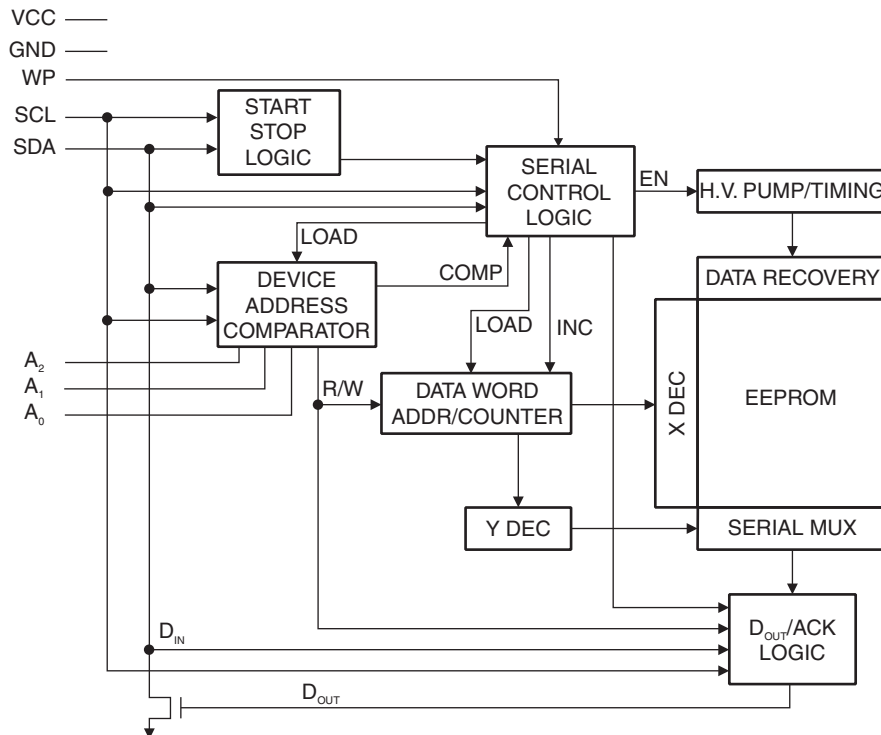 VCC
GND
WP
SCL
SDA
START
STOP
LOGIC
SERIAL
CONTROL
LOGIC
EN
H.V. PUMP/TIMING
LOAD
COMP
DEVICE
ADDRESS
COMPARATOR
DATA RECOVERY
LOAD
INC
A2
A1
A0
R/W
DATA WORD
ADDR/COUNTER
X DEC
EEPROM
Y DEC
SERIAL MUX
DIN
DOUT/ACK
LOGIC
DOUT